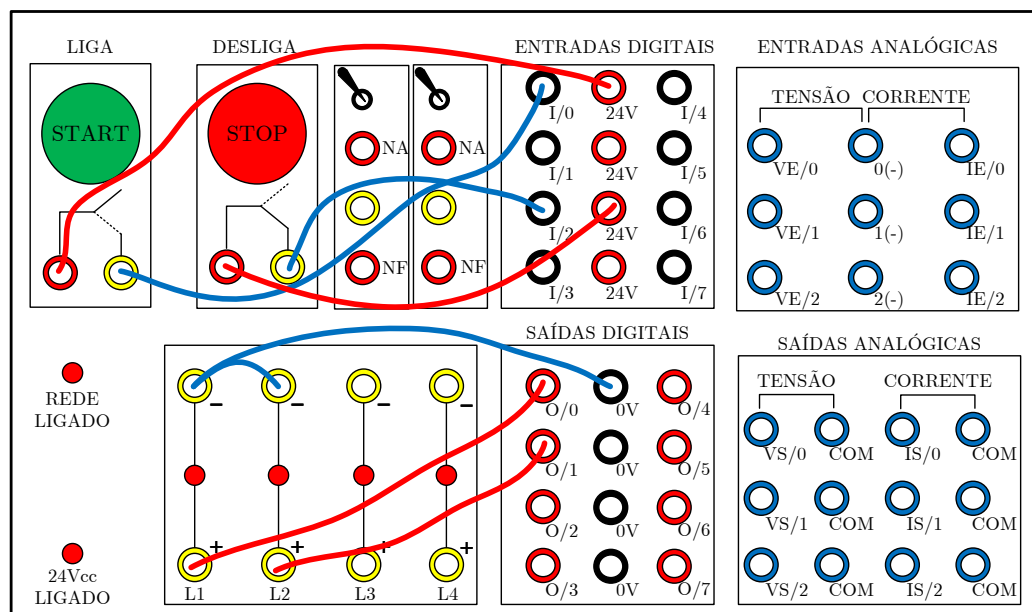 LIGA DESLIGA ENTRADAS DIGITAIS ENTRADAS ANALÓGICAS
START STOP
NA NA
NF NF
I/0 24V I/4
I/1 24V I/5
I/2 24V I/6
I/3 24V I/7
TENSÃO CORRENTE
VE/0 0(-) IE/0
VE/1 1(-) IE/1
VE/2 2(-) IE/2
REDE
LIGADO
24Vcc
LIGADO
− − − −
+ + + +
L1 L2 L3 L4
SAÍDAS DIGITAIS
O/0 0V O/4
O/1 0V O/5
O/2 0V O/6
O/3 0V O/7
SAÍDAS ANALÓGICAS
TENSÃO CORRENTE
VS/0 COM IS/0 COM
VS/1 COM IS/1 COM
VS/2 COM IS/2 COM